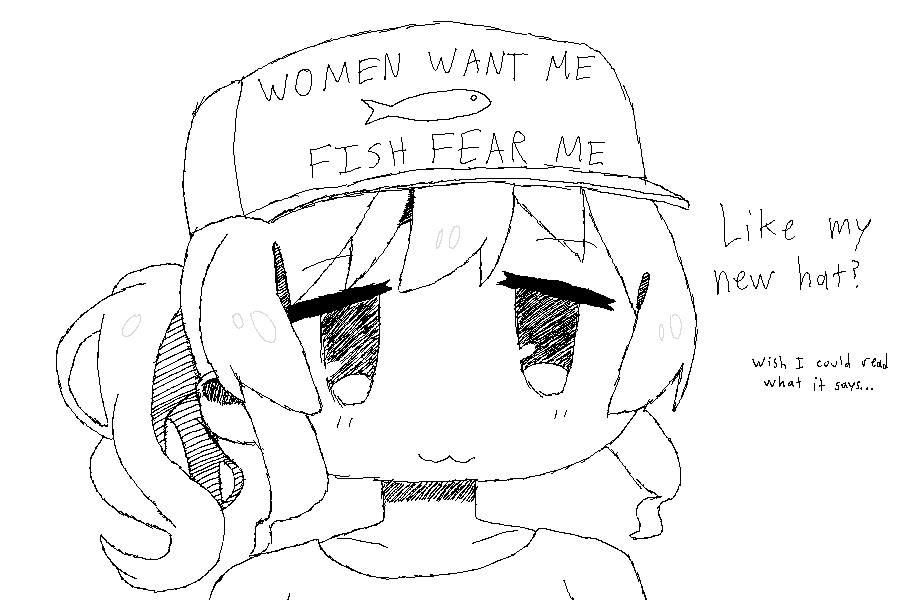 WOMEN WANT ME
FISH FEAR ME
Like my
new hat?
wish I could read
what it says...